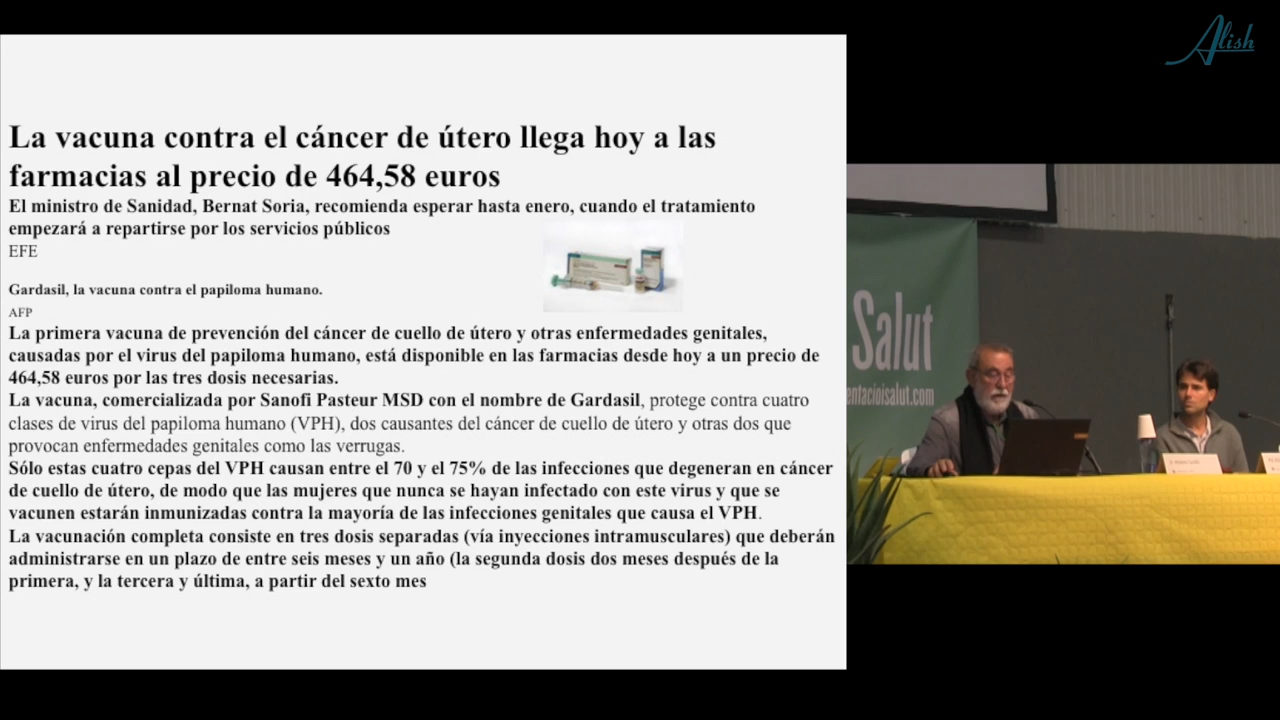 La vacuna contra el cáncer de útero llega hoy a las
farmacias al precio de 464,58 euros
El ministro de Sanidad, Bernat Soria, recomienda esperar hasta enero, cuando el tratamiento
empezará a repartirse por los servicios públicos
EFE
Gardasil, la vacuna contra el papiloma humano.
AFP
La primera vacuna de prevención del cáncer de cuello de útero y otras enfermedades genitales,
causadas por el virus del papiloma humano, está disponible en las farmacias desde hoy a un precio de
464,58 euros por las tres dosis necesarias.
La vacuna, comercializada por Sanofi Pasteur MSD con el nombre de Gardasil, protege contra cuatro
clases de virus del papiloma humano (VPH), dos causantes del cáncer de cuello de útero y otras dos que
provocan enfermedades genitales como las verrugas.
Sólo estas cuatro cepas del VPH causan entre el 70 y el 75% de las infecciones que degeneran en cáncer
de cuello de útero, de modo que las mujeres que nunca se hayan infectado con este virus y que se
vacunen estarán inmunizadas contra la mayoría de las infecciones genitales que causa el VPH.
La vacunación completa consiste en tres dosis separadas (vía inyecciones intramusculares) que deberán
administrarse en un plazo de entre seis meses y un año (la segunda dosis dos meses después de la
primera, y la tercera y última, a partir del sexto mes
Alish
Salut
entacioisalut.com